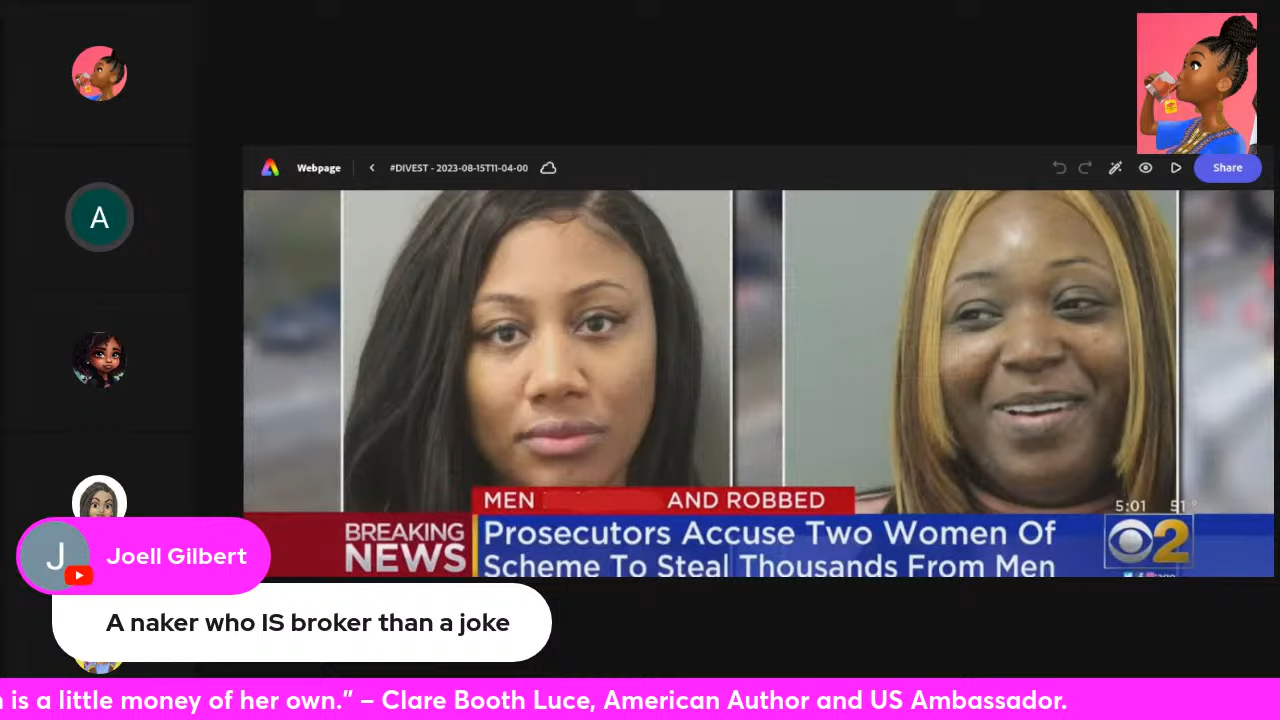 Webpage
#DIVEST - 2023-08-15T11-04-00
Share
MEN AND ROBBED
5:01 51°
BREAKING
NEWS
Prosecutors Accuse Two Women Of
Scheme To Steal Thousands From Men
2
A
J
Joell Gilbert
A naker who IS broker than a joke
is a little money of her own.” – Clare Booth Luce, American Author and US Ambassador.